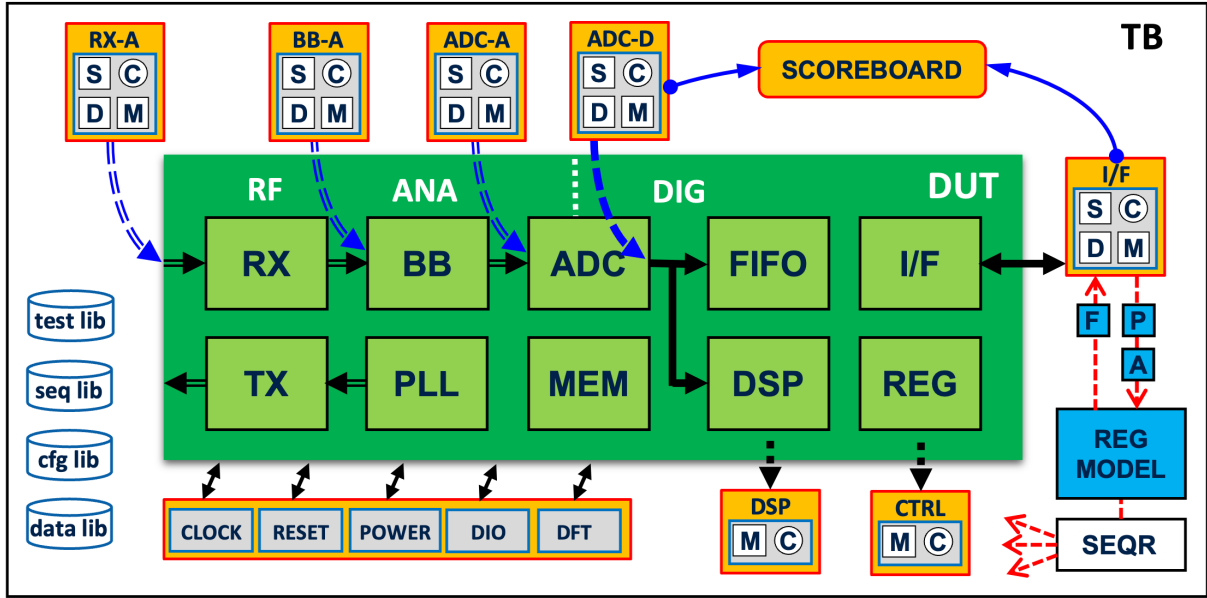 RX-A
S C
D M
BB-A
S C
D M
ADC-A
S C
D M
ADC-D
S C
D M
SCOREBOARD
TB
RF
ANA
DIG
DUT
I/F
S C
D M
RX
BB
ADC
FIFO
I/F
TX
PLL
MEM
DSP
REG
F
P
A
test lib
seq lib
cfg lib
data lib
REG
MODEL
CLOCK
RESET
POWER
DIO
DFT
DSP
M C
CTRL
M C
SEQR